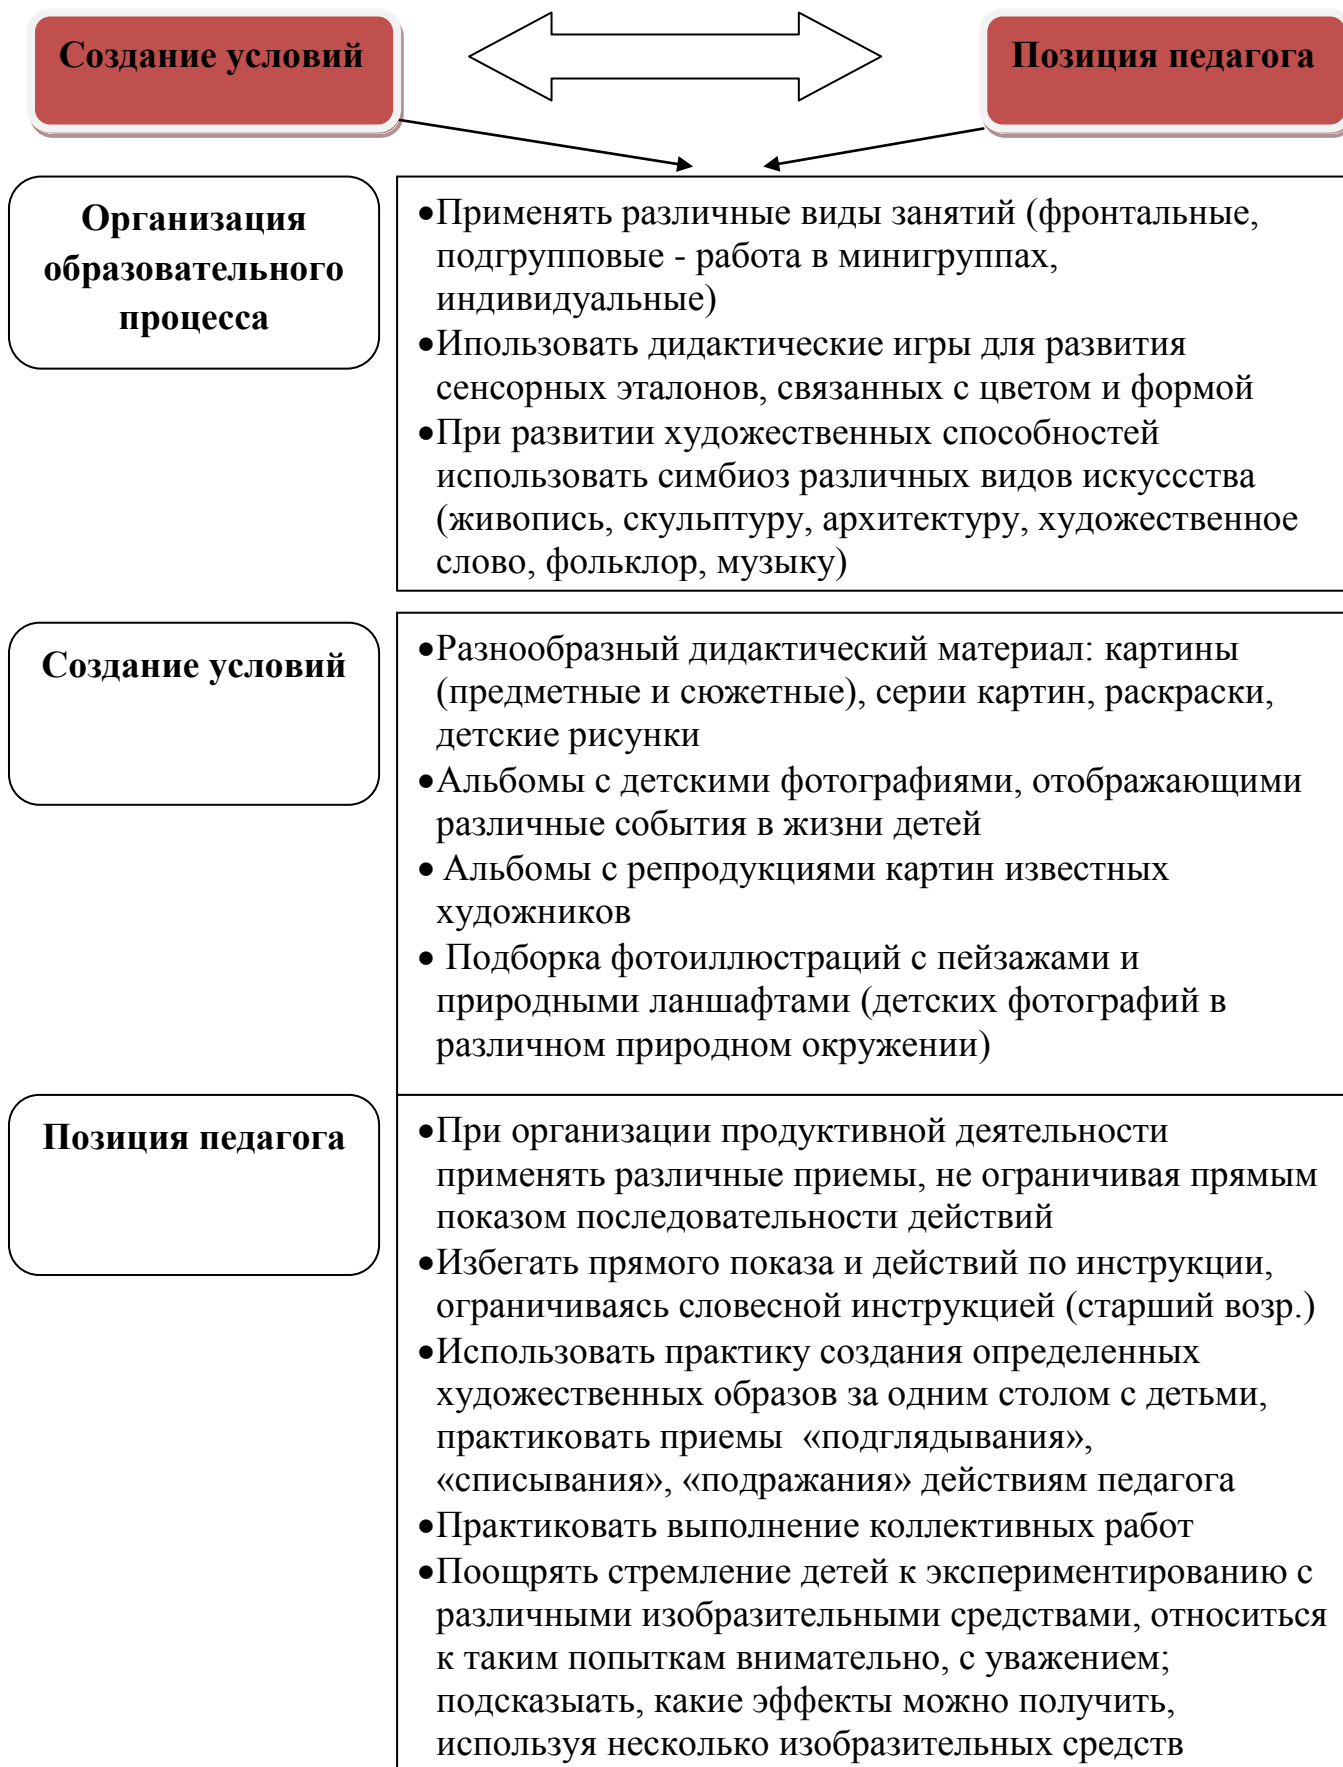 Создание условий
Позиция педагога
Организация
образовательного
процесса
•Применять различные виды занятий (фронтальные,
подгрупповые - работа в минигруппах,
индивидуальные)
•Ипользовать дидактические игры для развития
сенсорных эталонов, связанных с цветом и формой
•При развитии художественных способностей
использовать симбиоз различных видов искуссства
(живопись, скульптуру, архитектуру, художественное
слово, фольклор, музыку)
Создание условий
•Разнообразный дидактический материал: картины
(предметные и сюжетные), серии картин, раскраски,
детские рисунки
•Альбомы с детскими фотографиями, отображающими
различные события в жизни детей
• Альбомы с репродукциями картин известных
художников
• Подборка фотоиллюстраций с пейзажами и
природными ланшафтами (детских фотографий в
различном природном окружении)
Позиция педагога
•При организации продуктивной деятельности
применять различные приемы, не ограничивая прямым
показом последовательности действий
•Избегать прямого показа и действий по инструкции,
ограничиваясь словесной инструкцией (старший возр.)
•Использовать практику создания определенных
художественных образов за одним столом с детьми,
практиковать приемы «подглядывания»,
«списывания», «подражания» действиям педагога
•Практиковать выполнение коллективных работ
•Поощрять стремление детей к экспериментированию с
различными изобразительными средствами, относиться
к таким попыткам внимательно, с уважением;
подсказыать, какие эффекты можно получить,
используя несколько изобразительных средств